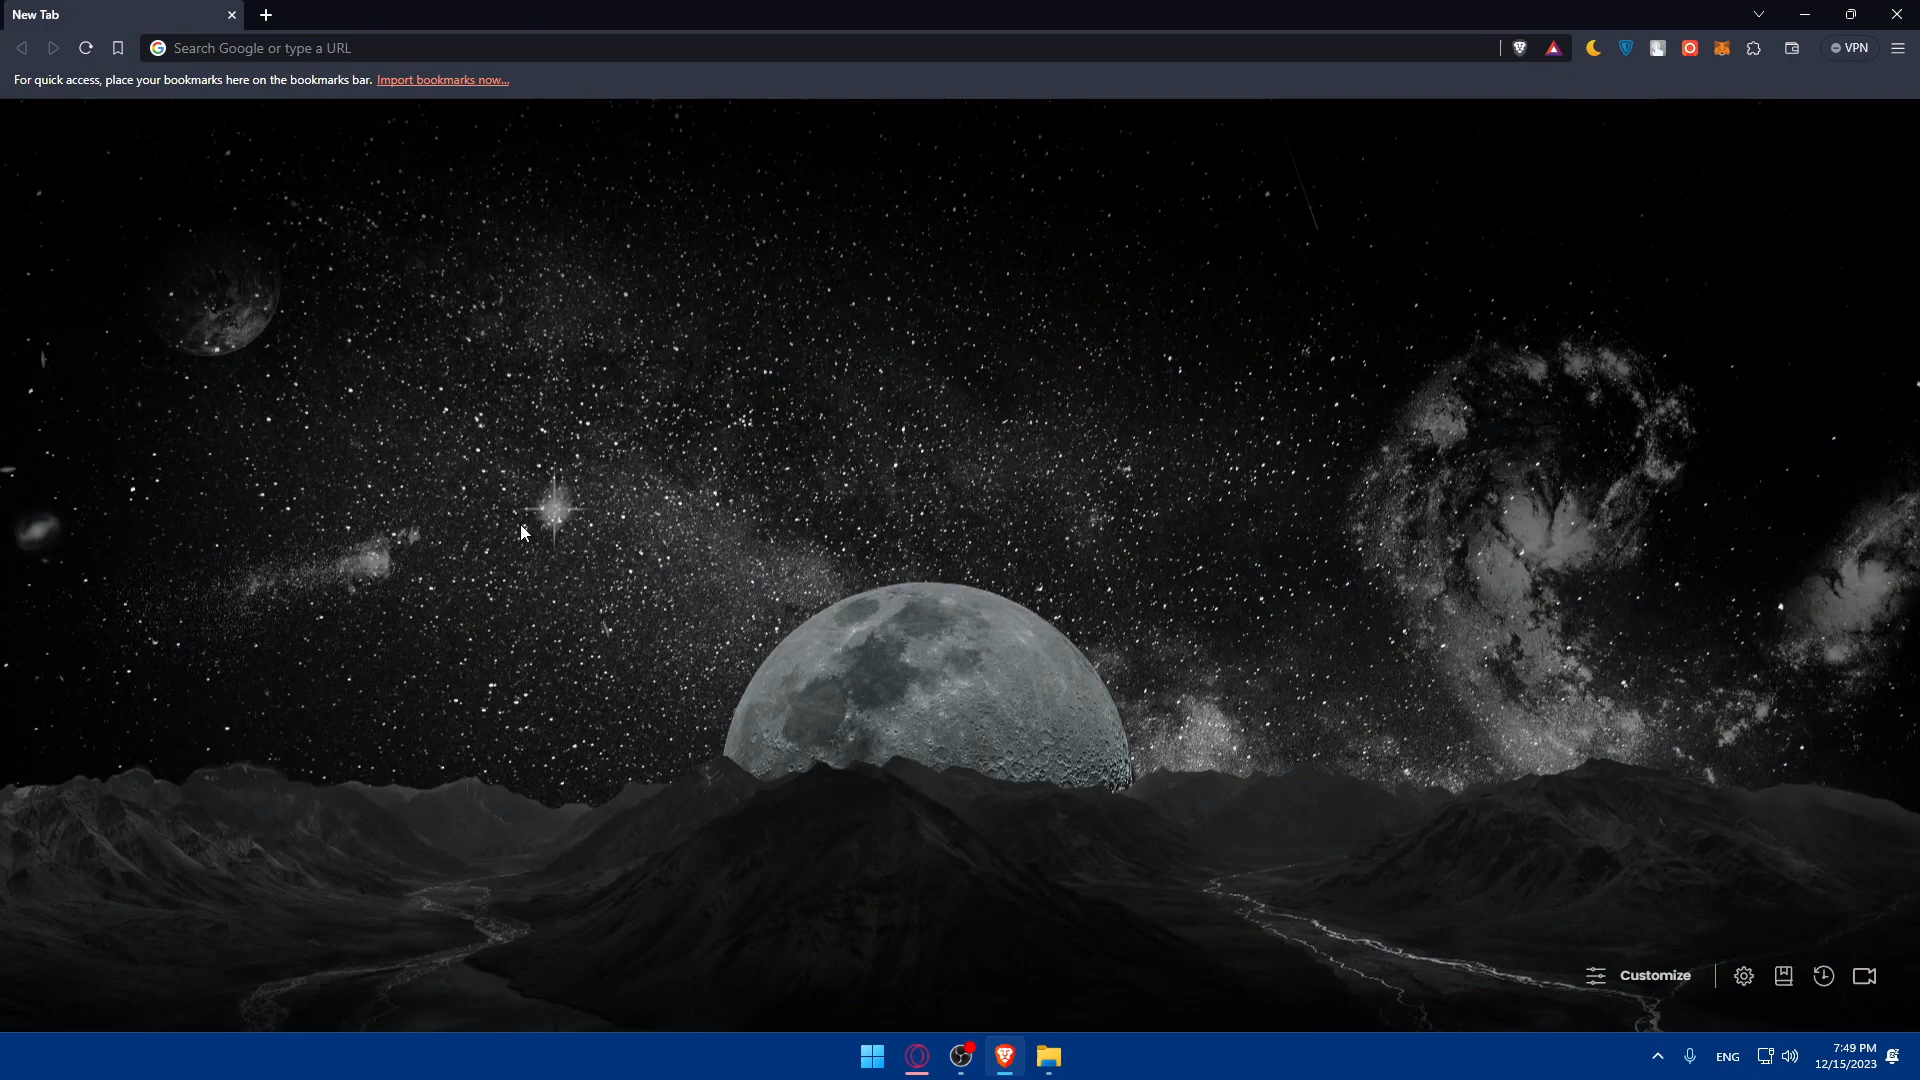 New Tab
Search Google or type a URL
VPN
For quick access, place your bookmarks here on the bookmarks bar. Import bookmarks now...
Customize
ENG
7:49 PM
12/15/2023